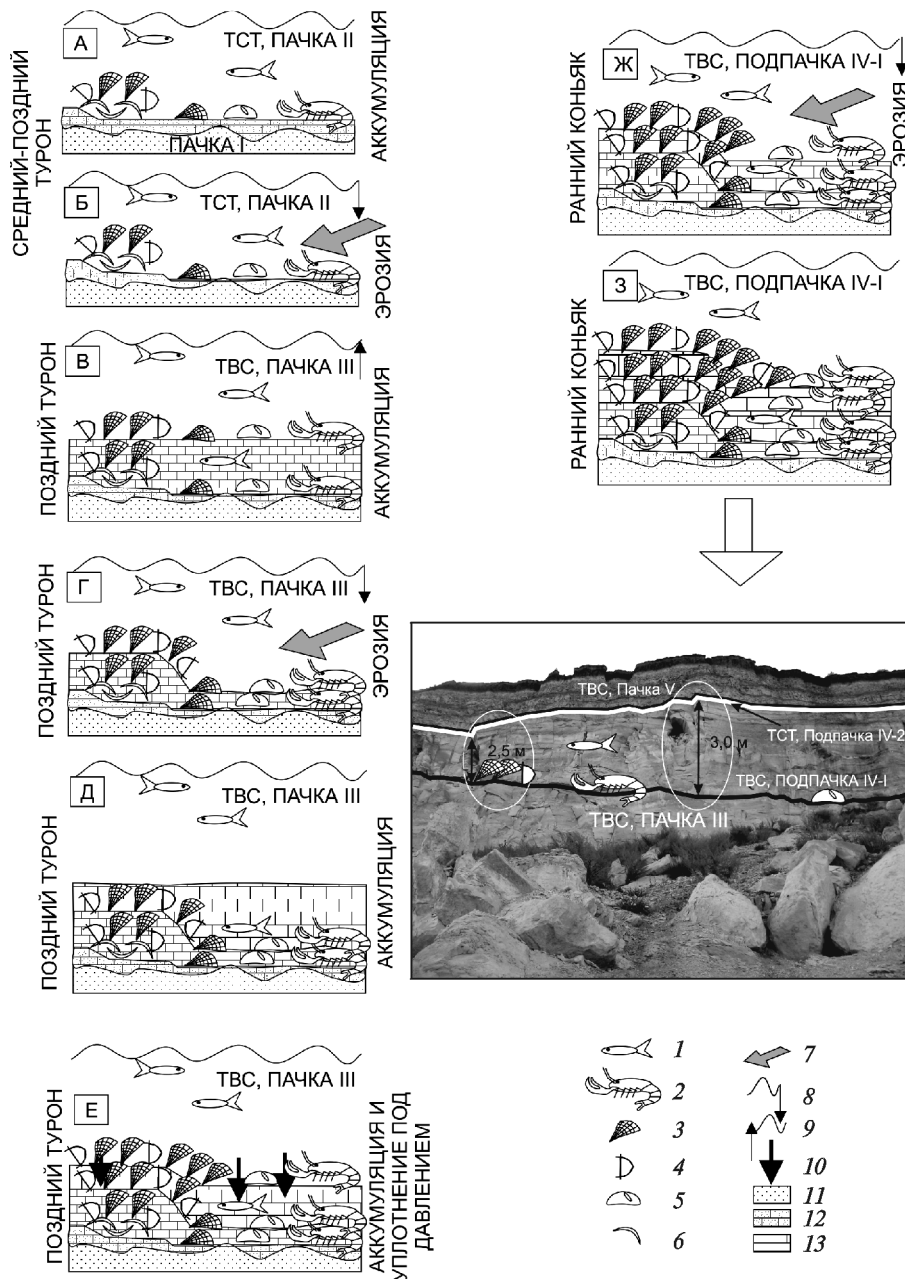 А
ТСТ, ПАЧКА II
ПАЧКА I
АККУМУЛЯЦИЯ
СРЕДНИЙ-ПОЗДНИЙ
ТУРОН
Б
ТСТ, ПАЧКА II
ЭРОЗИЯ
В
ТВС, ПАЧКА III
ПОЗДНИЙ ТУРОН
АККУМУЛЯЦИЯ
Г
ТВС, ПАЧКА III
ПОЗДНИЙ ТУРОН
ЭРОЗИЯ
Д
ТВС, ПАЧКА III
ПОЗДНИЙ ТУРОН
АККУМУЛЯЦИЯ
Е
ТВС, ПАЧКА III
ПОЗДНИЙ ТУРОН
АККУМУЛЯЦИЯ И
УПЛОТНЕНИЕ ПОД
ДАВЛЕНИЕМ
Ж
ТВС, ПОДПАЧКА IV-I
РАННИЙ КОНЬЯК
ЭРОЗИЯ
З
ТВС, ПОДПАЧКА IV-I
РАННИЙ КОНЬЯК
ТВС, Пачка V
ТСТ, Подпачка IV-2
2,5 м
3,0 м
ТВС, ПОДПАЧКА IV-I
ТВС, ПАЧКА III
1
2
3
4
5
6
7
8
9
10
11
12
13